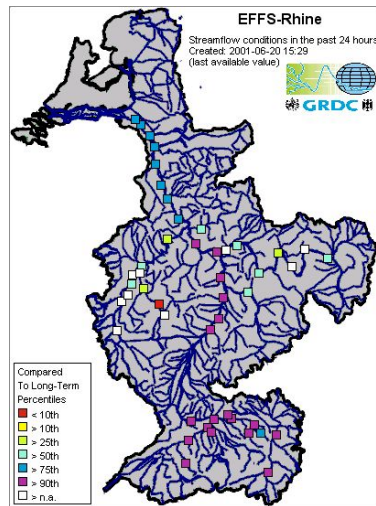 EFFS-Rhine
Streamflow conditions in the past 24 hours
Created: 2001-06-20 15:29
(last available value)
GRDC
Compared
To Long-Term
Percentiles
< 10th
> 10th
> 25th
> 50th
> 75th
> 90th
> n.a.